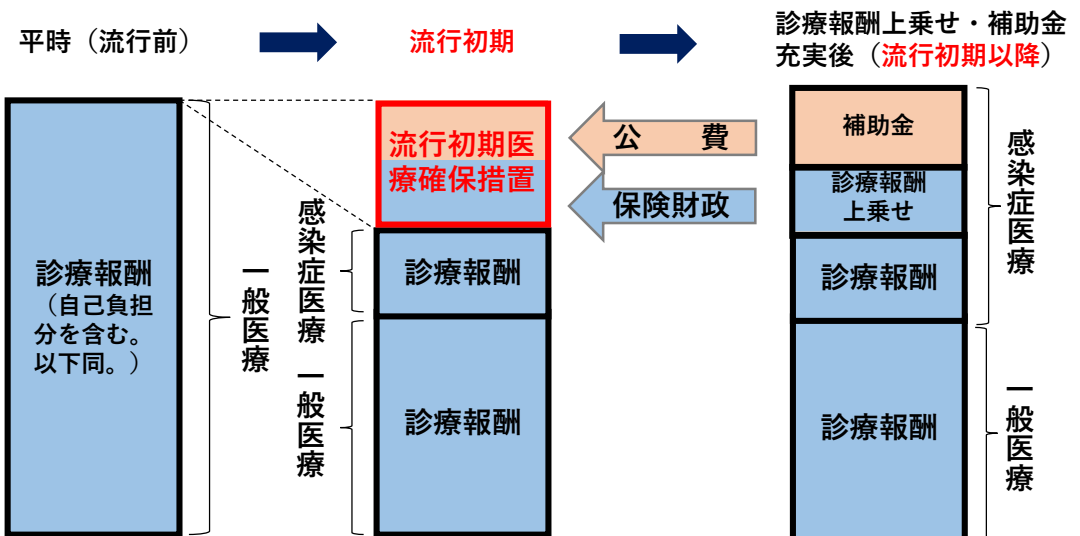 平時（流行前）
流行初期
診療報酬上乗せ・補助金
充実後（流行初期以降）
診療報酬
（自己負担
分を含む。
以下同。）
一般医療
流行初期医
療確保措置
公　費
保険財政
感染症医療
診療報酬
一般医療
診療報酬
補助金
診療報酬
上乗せ
診療報酬
感染症医療
診療報酬
一般医療